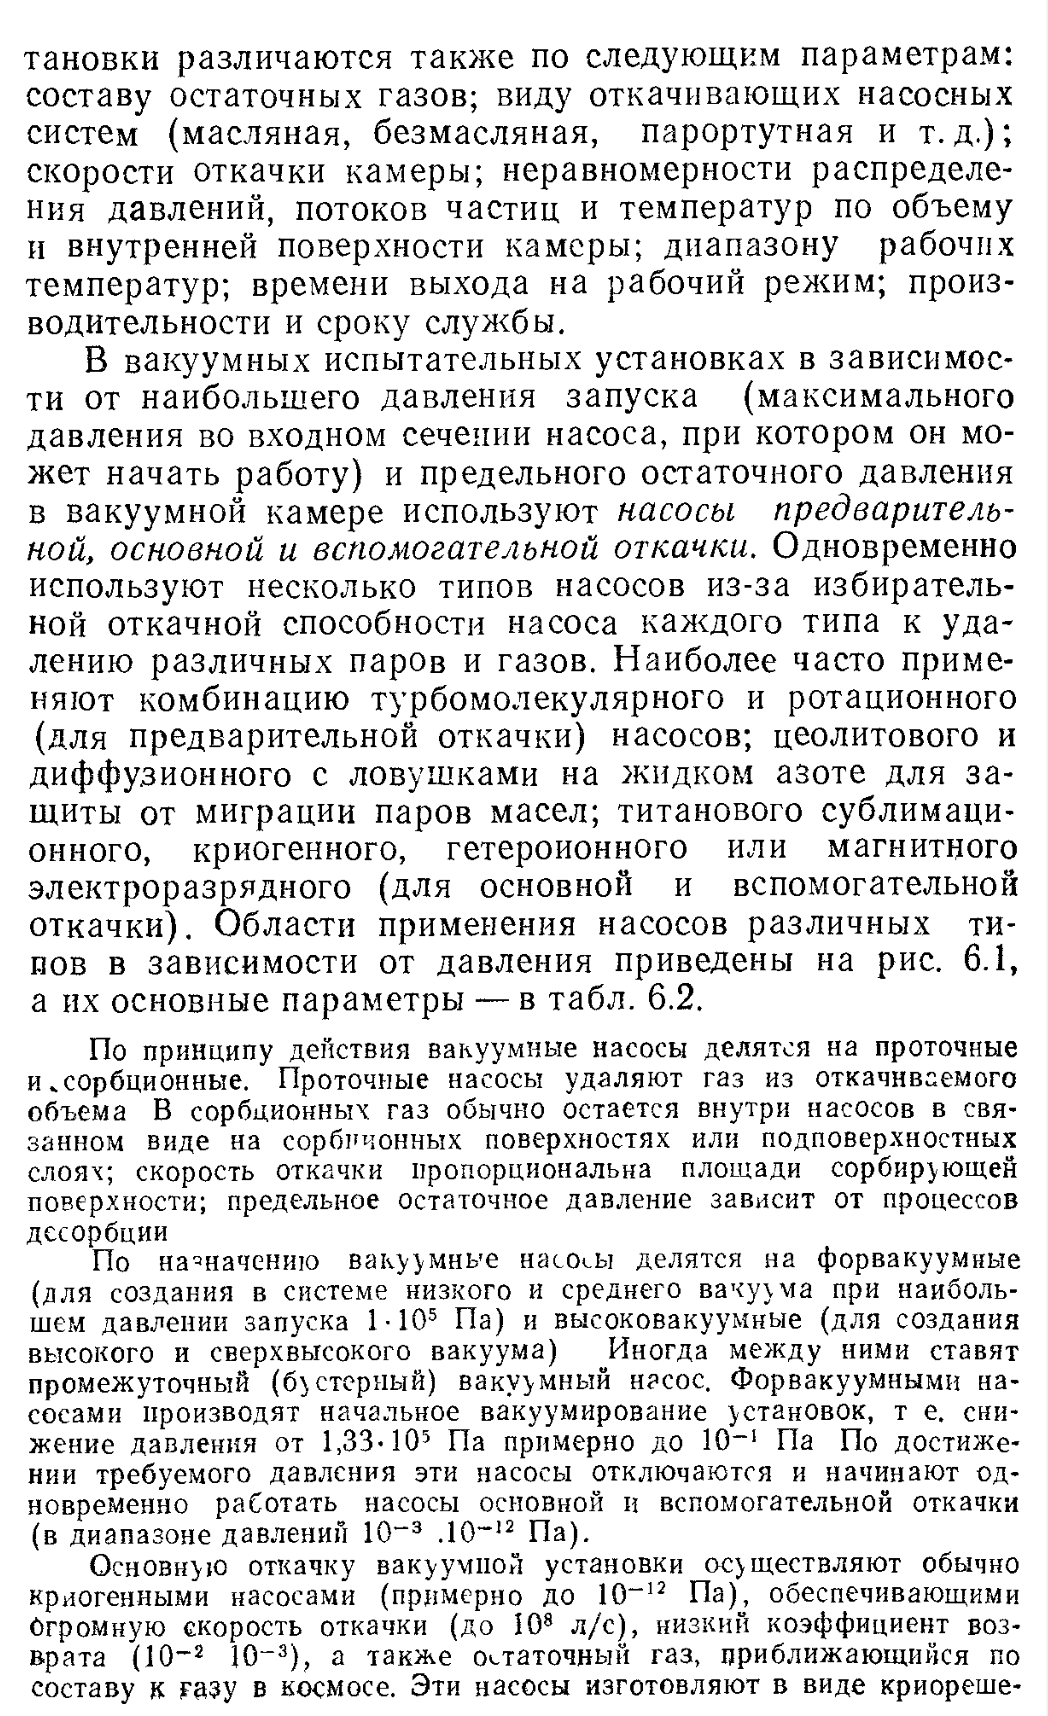 тановки различаются также по следующим параметрам:
составу остаточных газов; виду откачивающих насосных
систем (масляная, безмасляная, парортутная и т. д.);
скорости откачки камеры; неравномерности распределе-
ния давлений, потоков частиц и температур по объему
и внутренней поверхности камеры; диапазону рабочих
температур; времени выхода на рабочий режим; произ-
водительности и сроку службы.
В вакуумных испытательных установках в зависимос-
ти от наибольшего давления запуска (максимального
давления во входном сечении насоса, при котором он мо-
жет начать работу) и предельного остаточного давления
в вакуумной камере используют насосы предваритель-
ной, основной и вспомогательной откачки. Одновременно
используют несколько типов насосов из-за избиратель-
ной откачной способности насоса каждого типа к уда-
лению различных паров и газов. Наиболее часто приме-
няют комбинацию турбомолекулярного и ротационного
(для предварительной откачки) насосов; цеолитового и
диффузионного с ловушками на жидком азоте для за-
щиты от миграции паров масел; титанового сублимаци-
онного, криогенного, гетероионного или магнитного
электроразрядного (для основной и вспомогательной
откачки). Области применения насосов различных ти-
пов в зависимости от давления приведены на рис. 6.1,
а их основные параметры — в табл. 6.2.
По принципу действия вакуумные насосы делятся на проточные
и сорбционные. Проточные насосы удаляют газ из откачиваемого
объема В сорбционных газ обычно остается внутри насосов в свя-
занном виде на сорбционных поверхностях или подповерхностных
слоях; скорость откачки пропорциональна площади сорбирующей
поверхности; предельное остаточное давление зависит от процессов
десорбции
По назначению вакуумные насосы делятся на форвакуумные
(для создания в системе низкого и среднего вакуума при наиболь-
шем давлении запуска 1·10⁵ Па) и высоковакуумные (для создания
высокого и сверхвысокого вакуума) Иногда между ними ставят
промежуточный (бустерный) вакуумный насос. Форвакуумными на-
сосами производят начальное вакуумирование установок, т е. сни-
жение давления от 1,33·10⁵ Па примерно до 10⁻¹ Па По достиже-
нии требуемого давления эти насосы отключаются и начинают од-
новременно работать насосы основной и вспомогательной откачки
(в диапазоне давлений 10⁻³ .10⁻¹² Па).
Основную откачку вакуумной установки осуществляют обычно
криогенными насосами (примерно до 10⁻¹² Па), обеспечивающими
огромную скорость откачки (до 10⁸ л/с), низкий коэффициент воз-
врата (10⁻² 10⁻³), а также остаточный газ, приближающийся по
составу к газу в космосе. Эти насосы изготовляют в виде криореше-